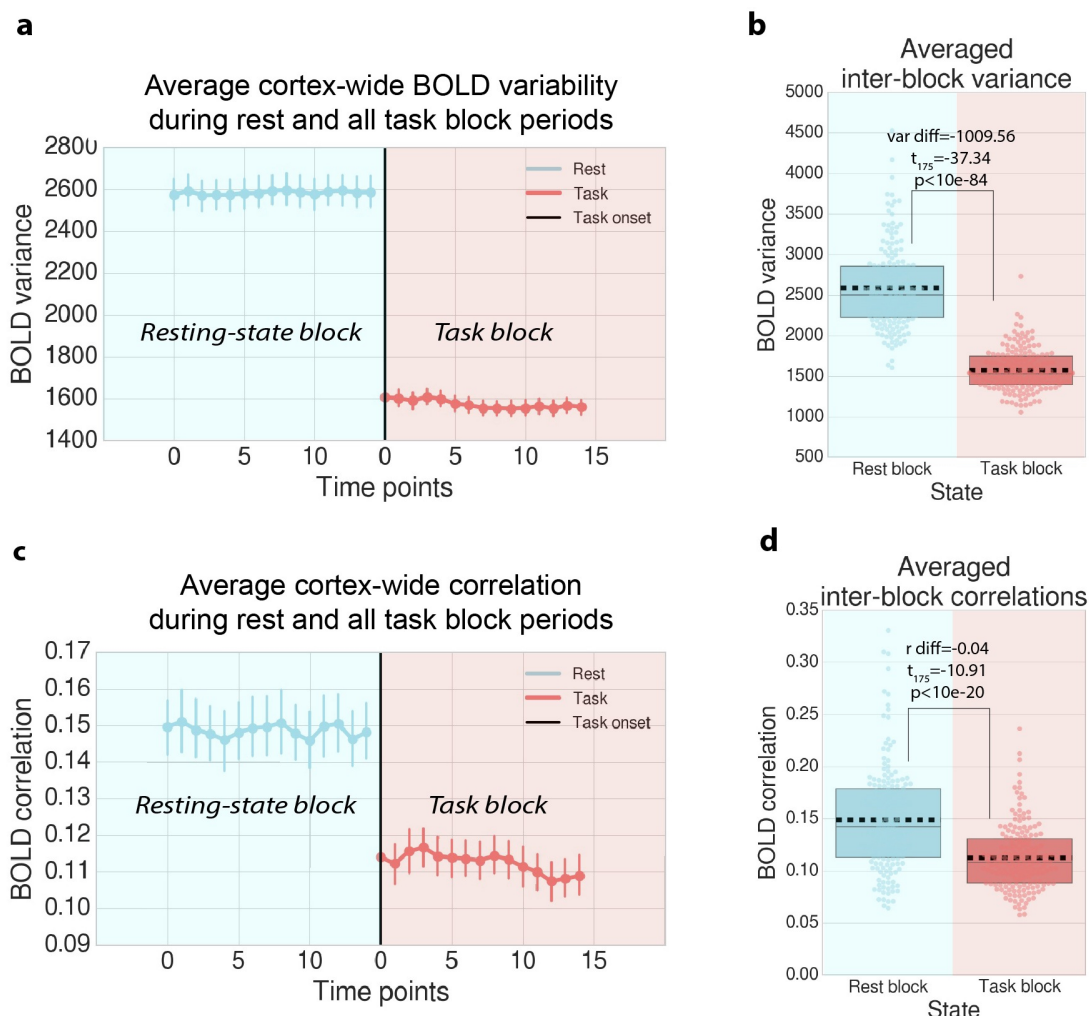 a
Average cortex-wide BOLD variability
during rest and all task block periods
BOLD variance
2800
2600
2400
2200
2000
1800
1600
1400
Rest
Task
Task onset
Resting-state block
Task block
0 5 10 0 5 10 15
Time points
b
Averaged
inter-block variance
BOLD variance
5000
4500
4000
3500
3000
2500
2000
1500
1000
500
var diff=-1009.56
t175=-37.34
p<10e-84
Rest block Task block
State
c
Average cortex-wide correlation
during rest and all task block periods
BOLD correlation
0.17
0.16
0.15
0.14
0.13
0.12
0.11
0.10
0.09
Rest
Task
Task onset
Resting-state block
Task block
0 5 10 0 5 10 15
Time points
d
Averaged
inter-block correlations
BOLD correlation
0.35
0.30
0.25
0.20
0.15
0.10
0.05
0.00
r diff=-0.04
t175=-10.91
p<10e-20
Rest block Task block
State